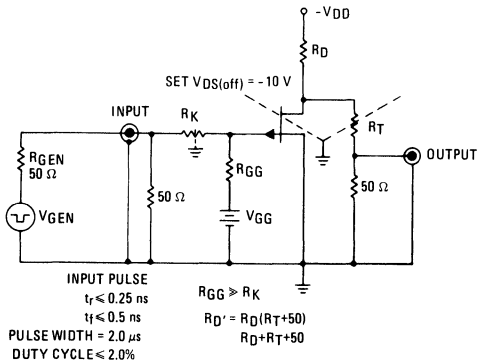 -VDD
RD
SET VDS(off) = -10 V
INPUT
RK
RT
OUTPUT
RGEN
50 Ω
RGG
50 Ω
50 Ω
VGEN
VGG
INPUT PULSE
tr ≤ 0.25 ns
tf ≤ 0.5 ns
PULSE WIDTH = 2.0 μs
DUTY CYCLE ≤ 2.0%
RGG ≫ RK
RD' = RD(RT+50)
RD+RT+50